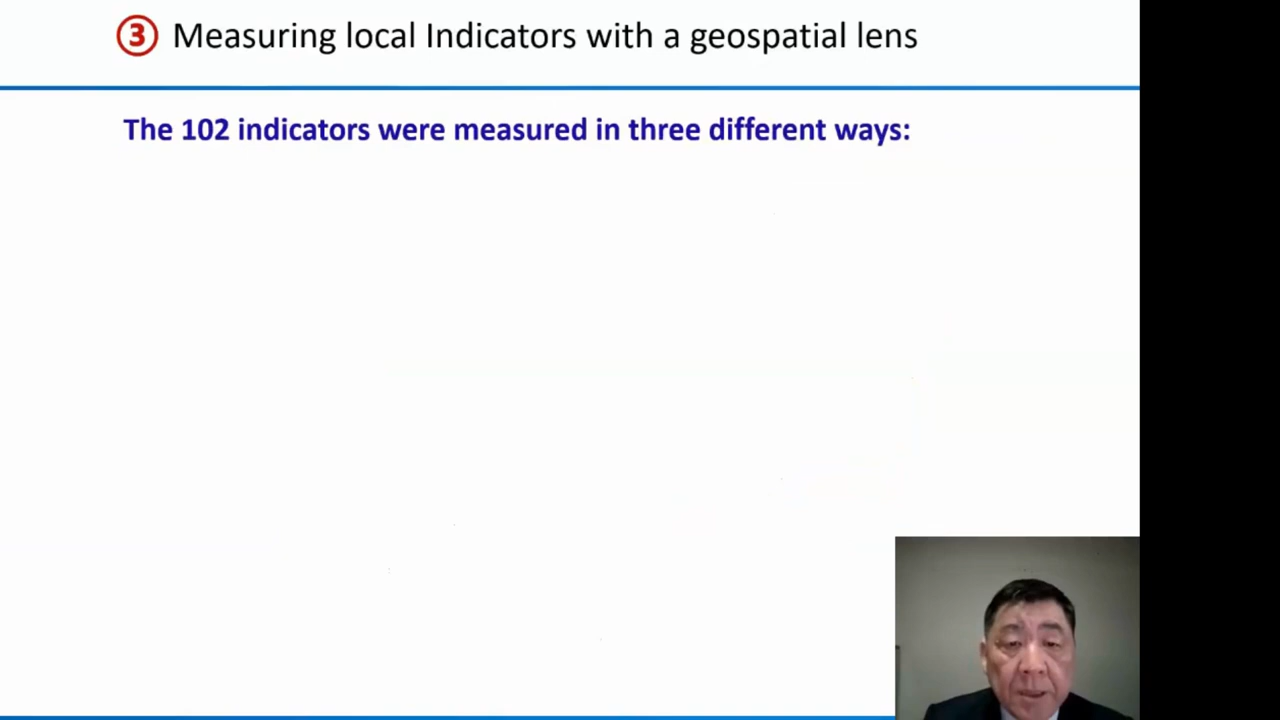 ③ Measuring local Indicators with a geospatial lens
The 102 indicators were measured in three different ways: